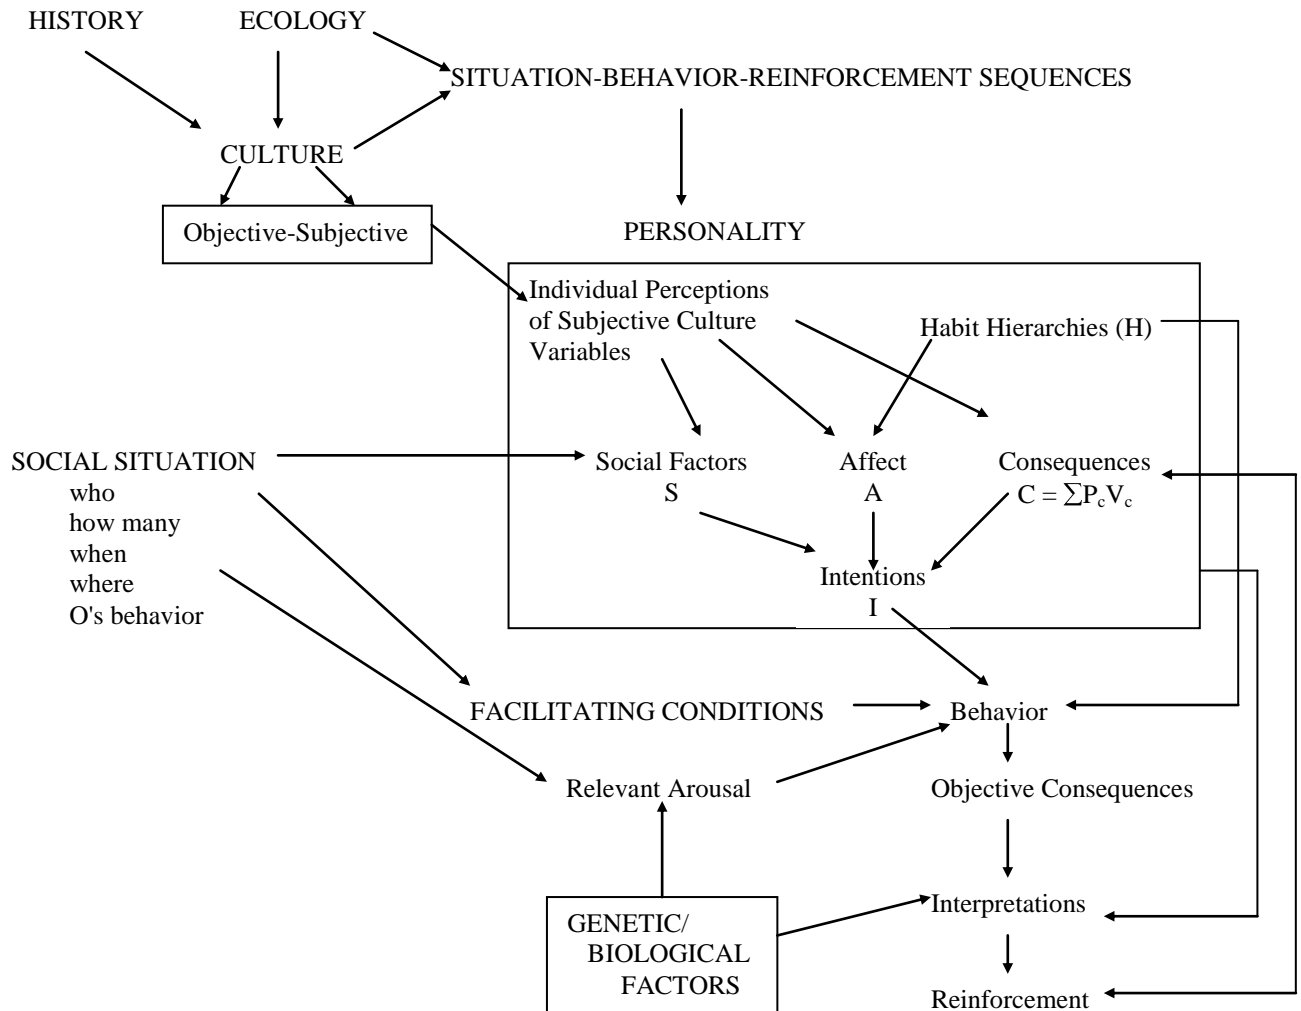 HISTORY
ECOLOGY
SITUATION-BEHAVIOR-REINFORCEMENT SEQUENCES
CULTURE
Objective-Subjective
PERSONALITY
Individual Perceptions
of Subjective Culture
Variables
Habit Hierarchies (H)
SOCIAL SITUATION
who
how many
when
where
O's behavior
Social Factors
S
Affect
A
Consequences
C = ∑PcVc
Intentions
I
FACILITATING CONDITIONS
Behavior
Relevant Arousal
Objective Consequences
GENETIC/
BIOLOGICAL
FACTORS
Interpretations
Reinforcement